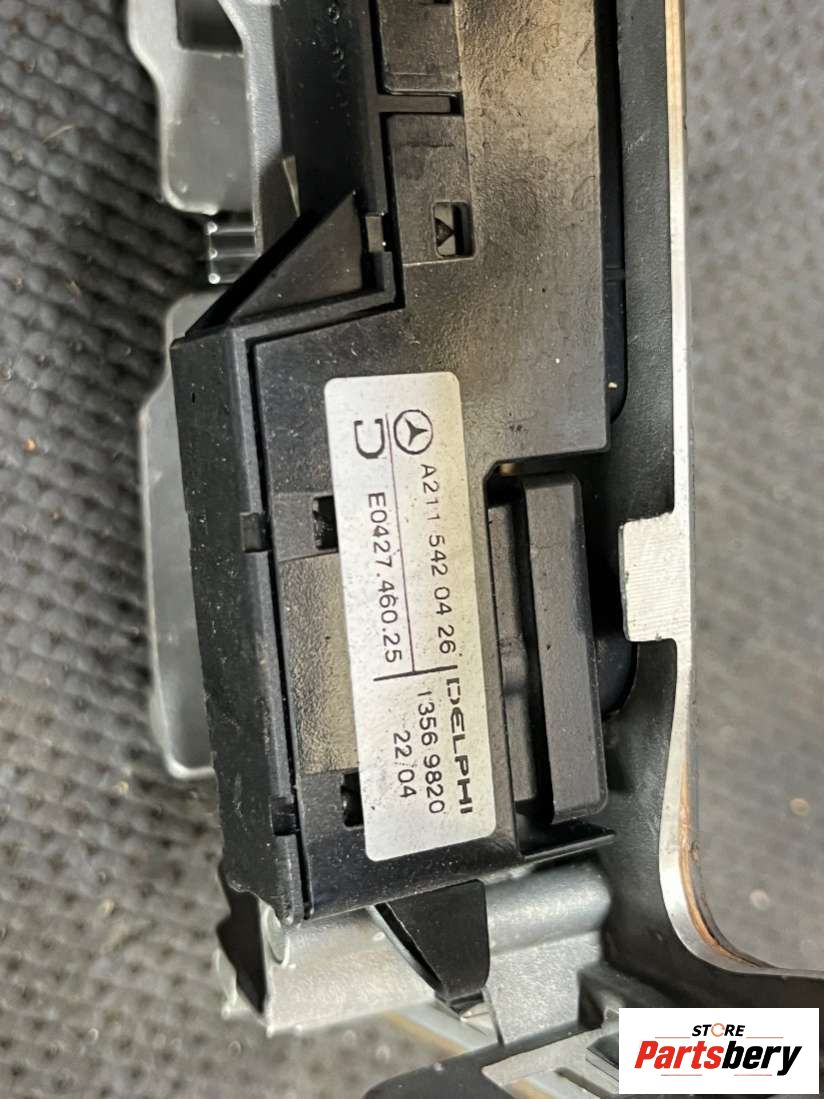 A211 542 04 26
E0427.460.25
DELPHI
1356 9820
22/04
STORE
Partsbery